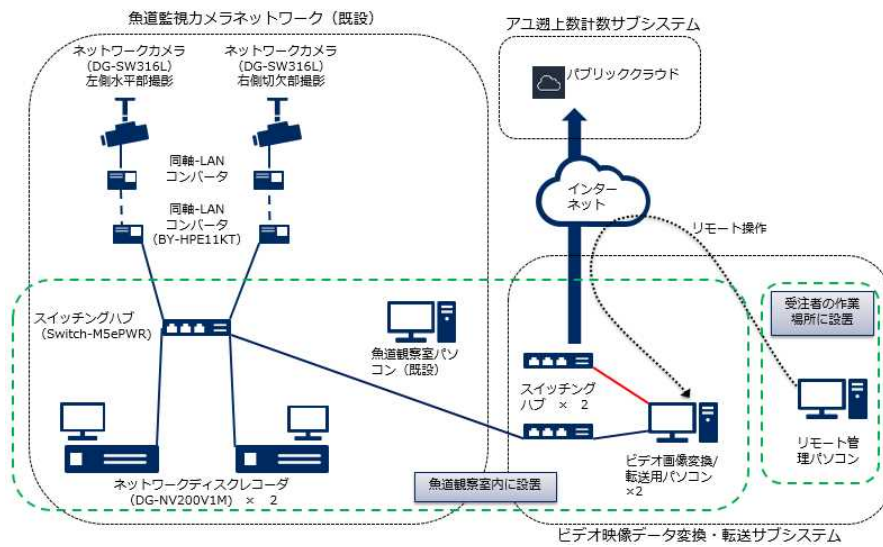 魚道監視カメラネットワーク（既設）
ネットワークカメラ
(DG-SW316L)
左側水平部撮影
ネットワークカメラ
(DG-SW316L)
右側切欠部撮影
同軸-LAN
コンバータ
同軸-LAN
コンバータ
(BY-HPE11KT)
スイッチングハブ
(Switch-M5ePWR)
魚道観察室パソ
コン（既設）
ネットワークディスクレコーダ
(DG-NV200V1M) × 2
魚道観察室内に設置
アユ遡上数計数サブシステム
パブリッククラウド
インター
ネット
リモート操作
スイッチング
ハブ × 2
ビデオ画像変換/
転送用パソコン
×2
受注者の作業
場所に設置
リモート管
理パソコン
ビデオ映像データ変換・転送サブシステム